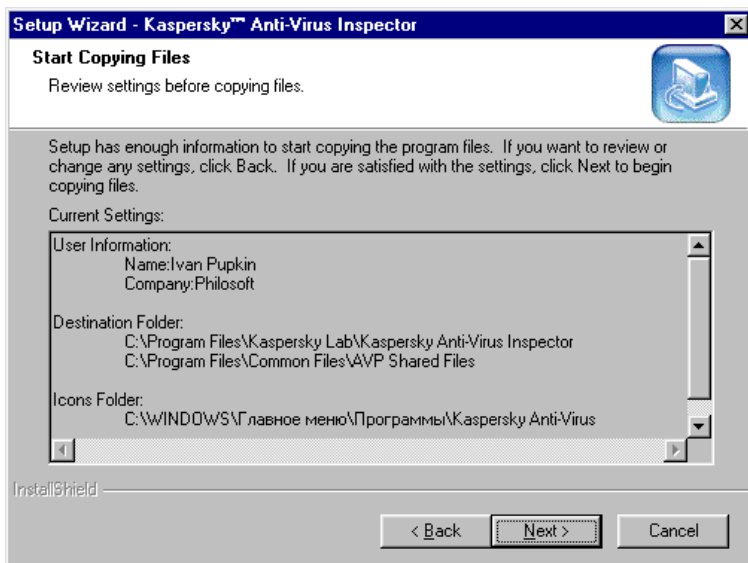 Setup Wizard - Kaspersky™ Anti-Virus Inspector
Start Copying Files
Review settings before copying files.
Setup has enough information to start copying the program files. If you want to review or
change any settings, click Back. If you are satisfied with the settings, click Next to begin
copying files.
Current Settings:
User Information:
Name:Ivan Pupkin
Company:Philosoft
Destination Folder:
C:\Program Files\Kaspersky Lab\Kaspersky Anti-Virus Inspector
C:\Program Files\Common Files\AVP Shared Files
Icons Folder:
C:\WINDOWS\Главное меню\Программы\Kaspersky Anti-Virus
InstallShield
< Back Next > Cancel